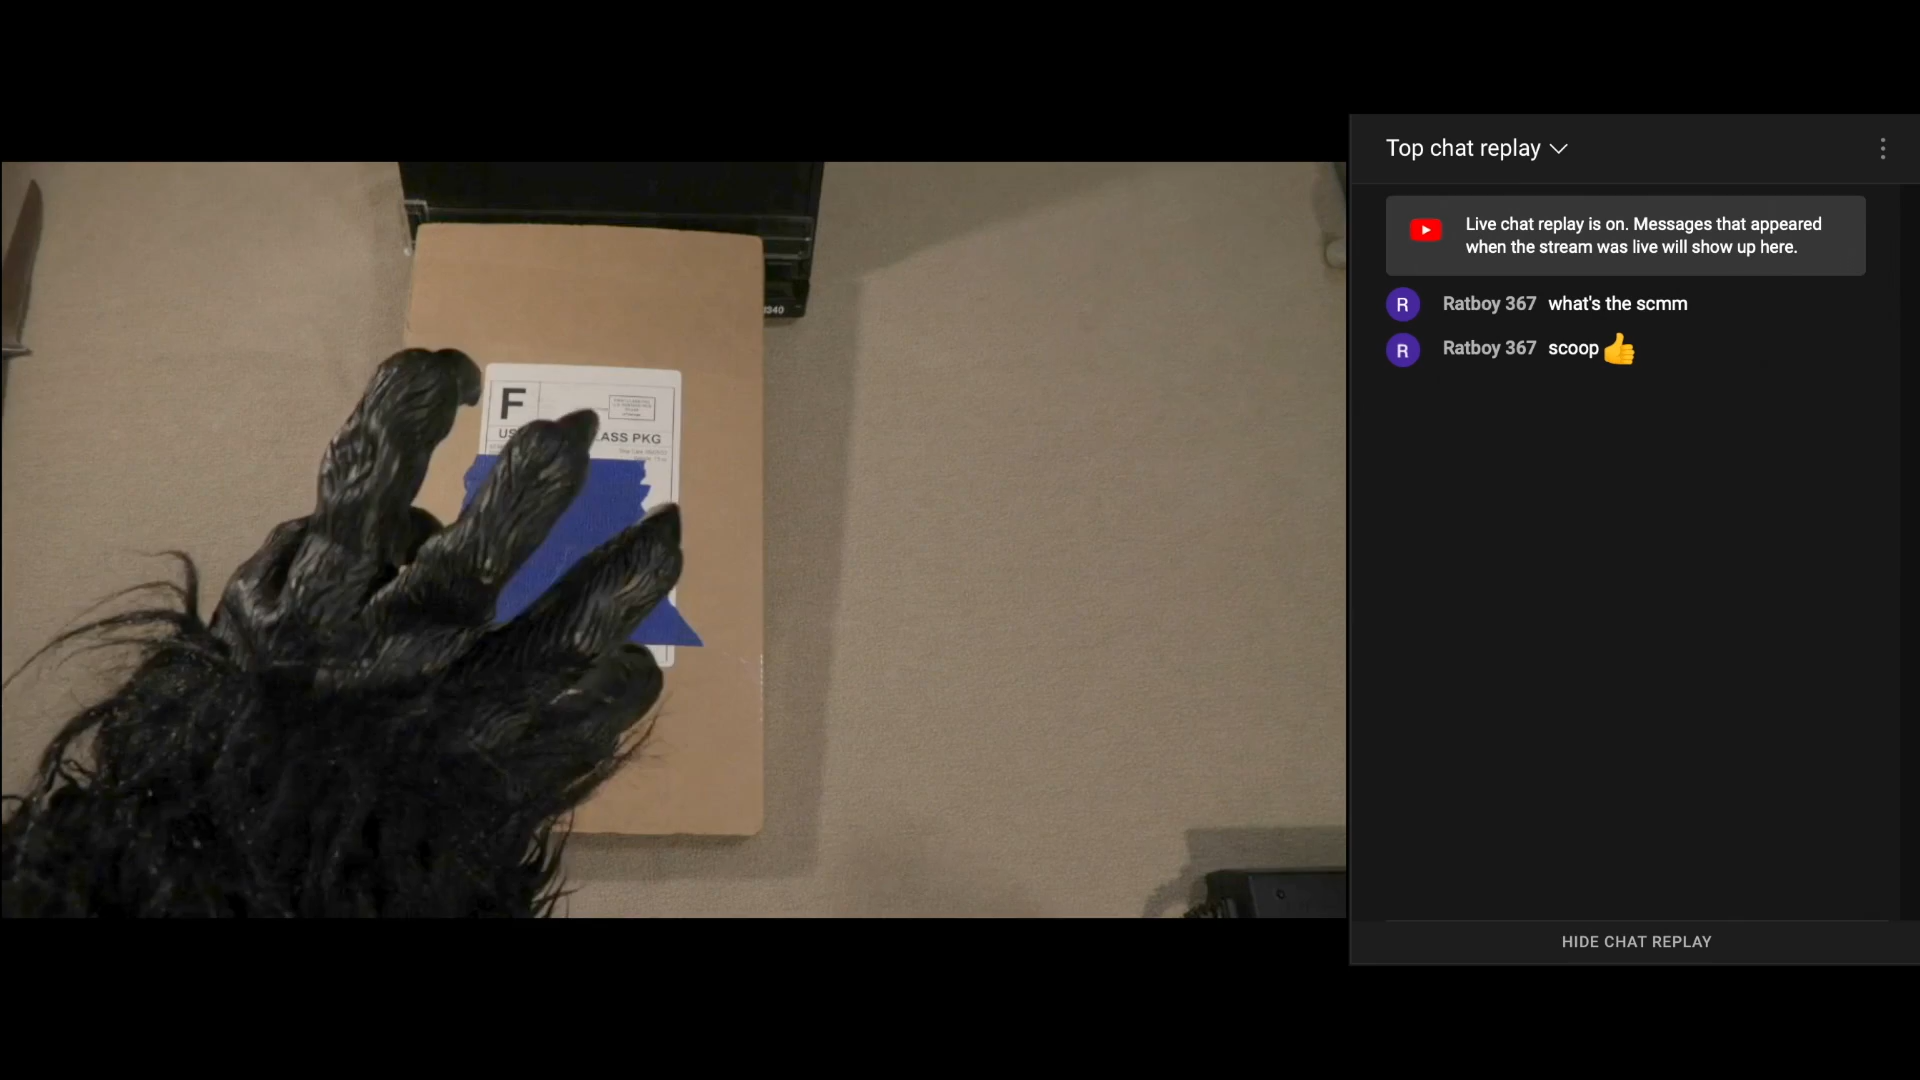 Top chat replay
Live chat replay is on. Messages that appeared
when the stream was live will show up here.
R Ratboy 367 what's the scmm
R Ratboy 367 scoop 👍
F
US
ASS PKG
HIDE CHAT REPLAY